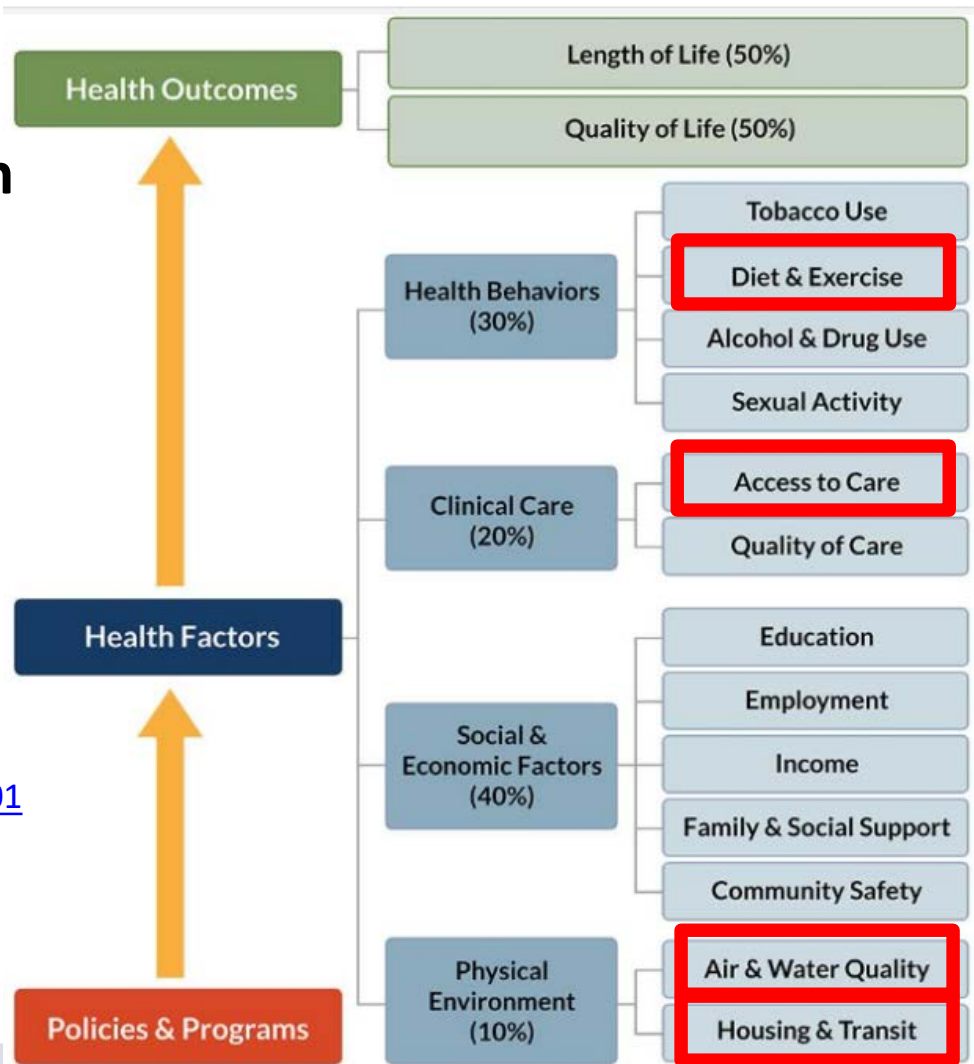 Health Outcomes
Length of Life (50%)
Quality of Life (50%)
Tobacco Use
Health Behaviors
(30%)
Diet & Exercise
Alcohol & Drug Use
Sexual Activity
Clinical Care
(20%)
Access to Care
Quality of Care
Health Factors
Social &
Economic Factors
(40%)
Education
Employment
Income
Family & Social Support
Community Safety
Physical
Environment
(10%)
Air & Water Quality
Housing & Transit
Policies & Programs